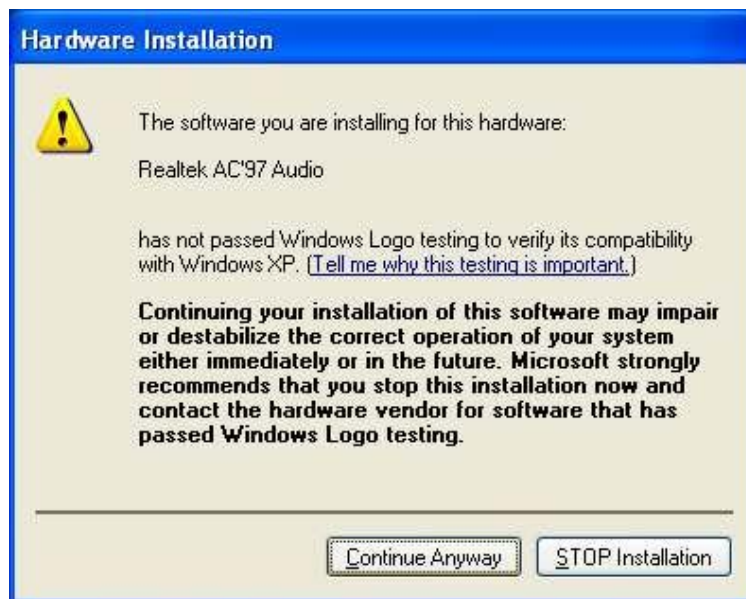 Hardware Installation
The software you are installing for this hardware:
Realtek AC'97 Audio
has not passed Windows Logo testing to verify its compatibility
with Windows XP. (Tell me why this testing is important.)
Continuing your installation of this software may impair
or destabilize the correct operation of your system
either immediately or in the future. Microsoft strongly
recommends that you stop this installation now and
contact the hardware vendor for software that has
passed Windows Logo testing.
Continue Anyway
STOP Installation